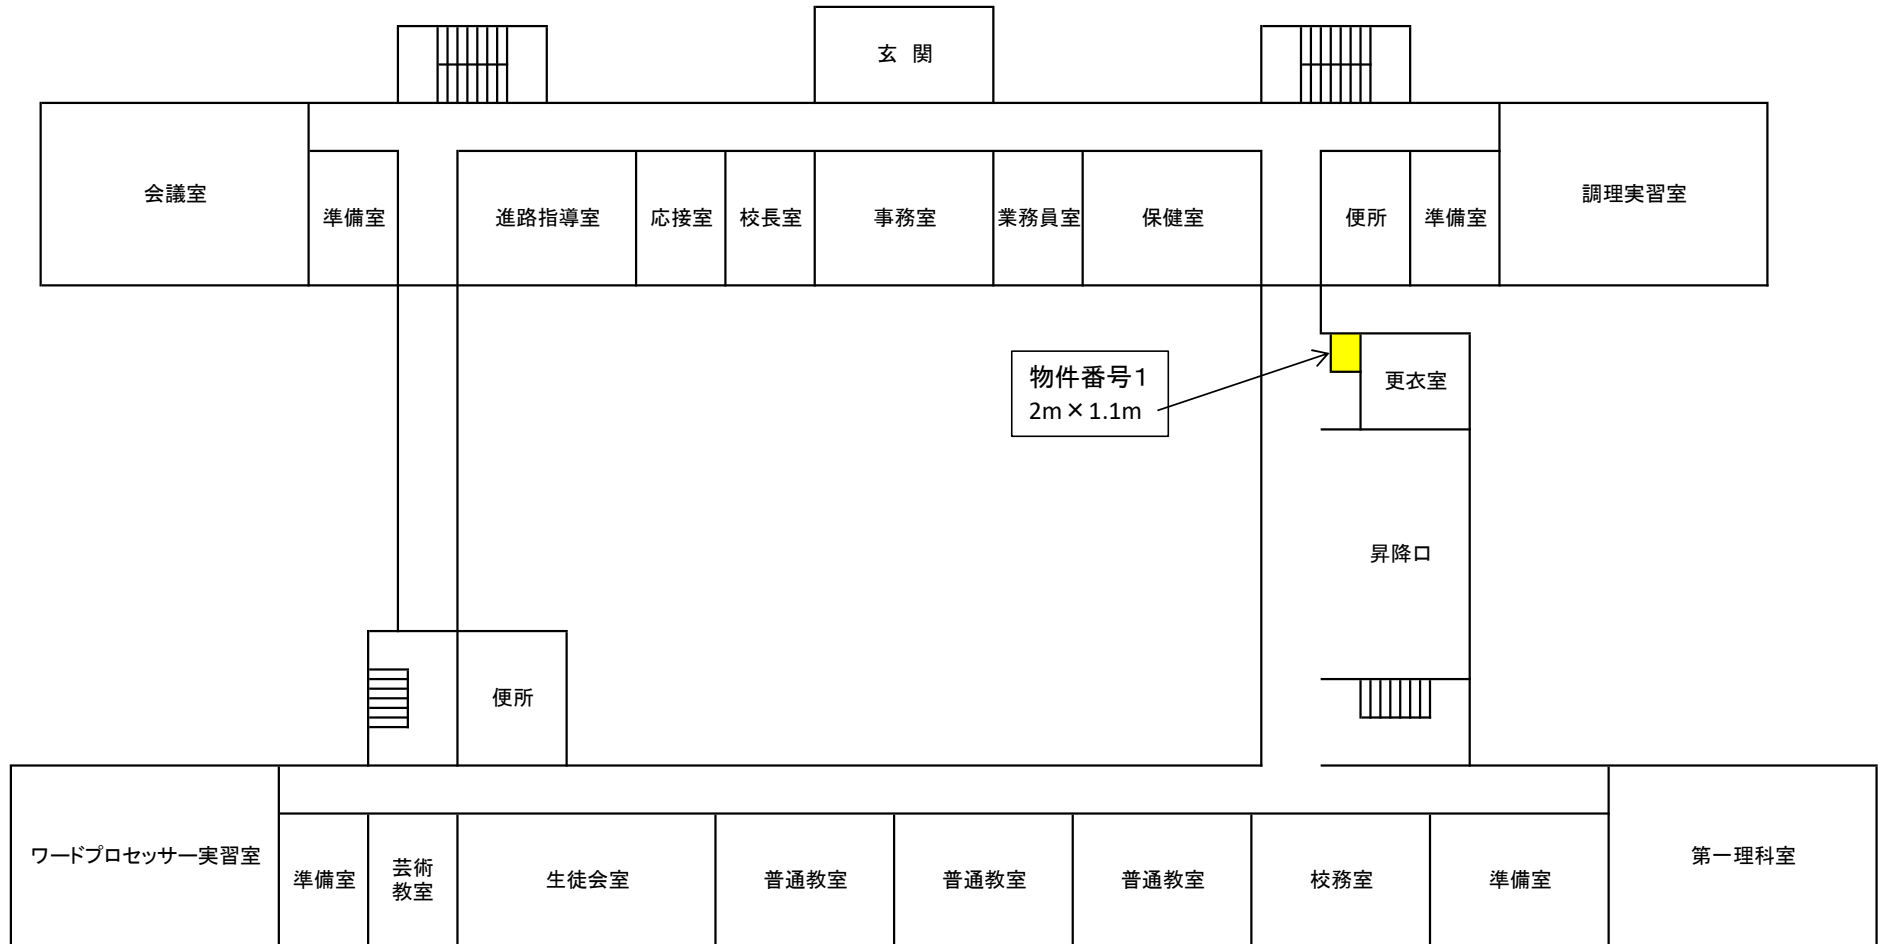 玄 関
会議室
準備室
進路指導室
応接室
校長室
事務室
業務員室
保健室
便所
準備室
調理実習室
物件番号1
2m×1.1m
更衣室
昇降口
便所
ワードプロセッサー実習室
準備室
芸術
教室
生徒会室
普通教室
普通教室
普通教室
校務室
準備室
第一理科室